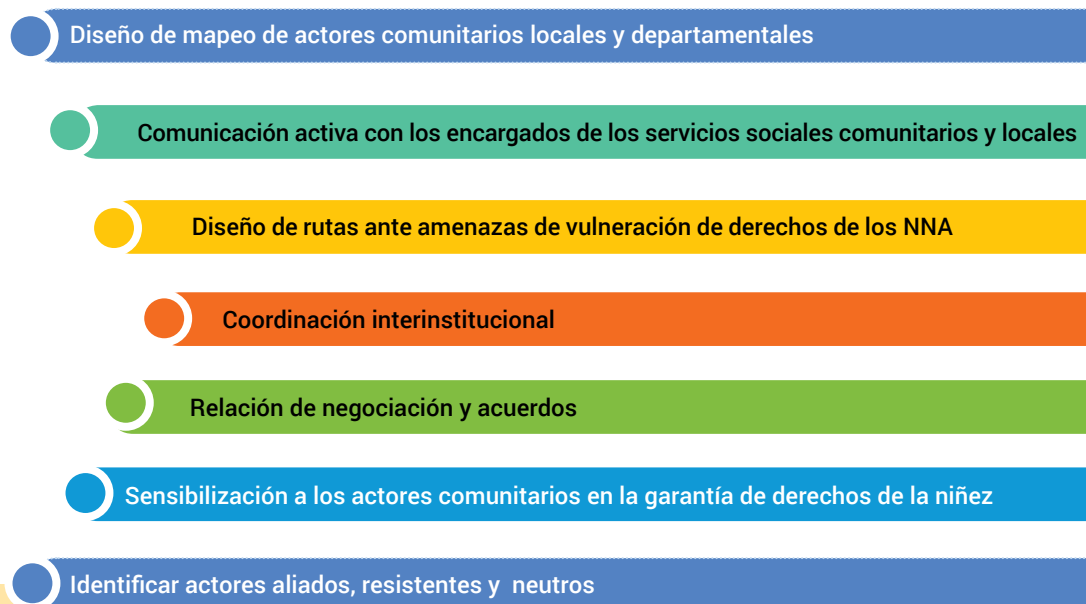 Diseño de mapeo de actores comunitarios locales y departamentales
Comunicación activa con los encargados de los servicios sociales comunitarios y locales
Diseño de rutas ante amenazas de vulneración de derechos de los NNA
Coordinación interinstitucional
Relación de negociación y acuerdos
Sensibilización a los actores comunitarios en la garantía de derechos de la niñez
Identificar actores aliados, resistentes y neutros